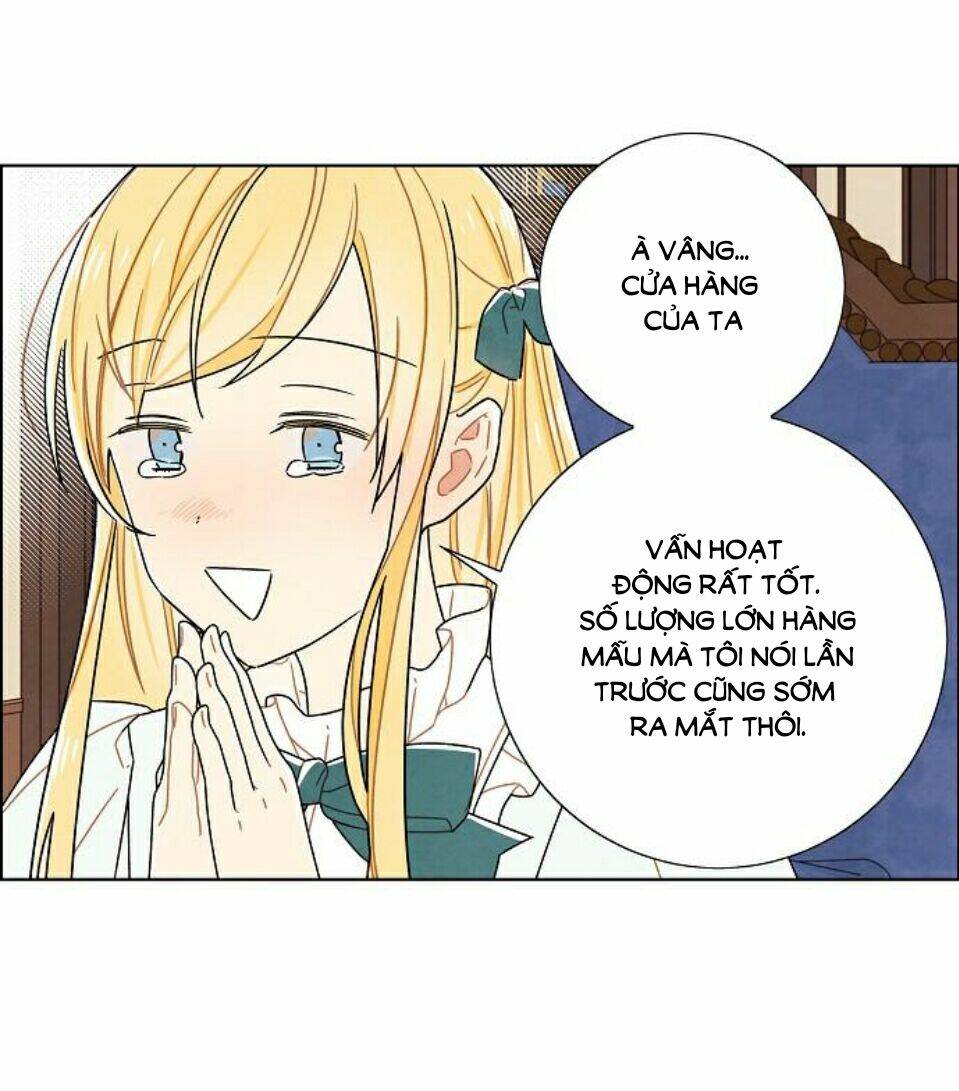 À VÂNG...
CỬA HÀNG
CỦA TA
VẤN HOẠT
ĐỘNG RẤT TỐT.
SỐ LƯỢNG LỚN HÀNG
MẪU MÀ TÔI NÓI LẦN
TRƯỚC CŨNG SỚM
RA MẮT THÔI.